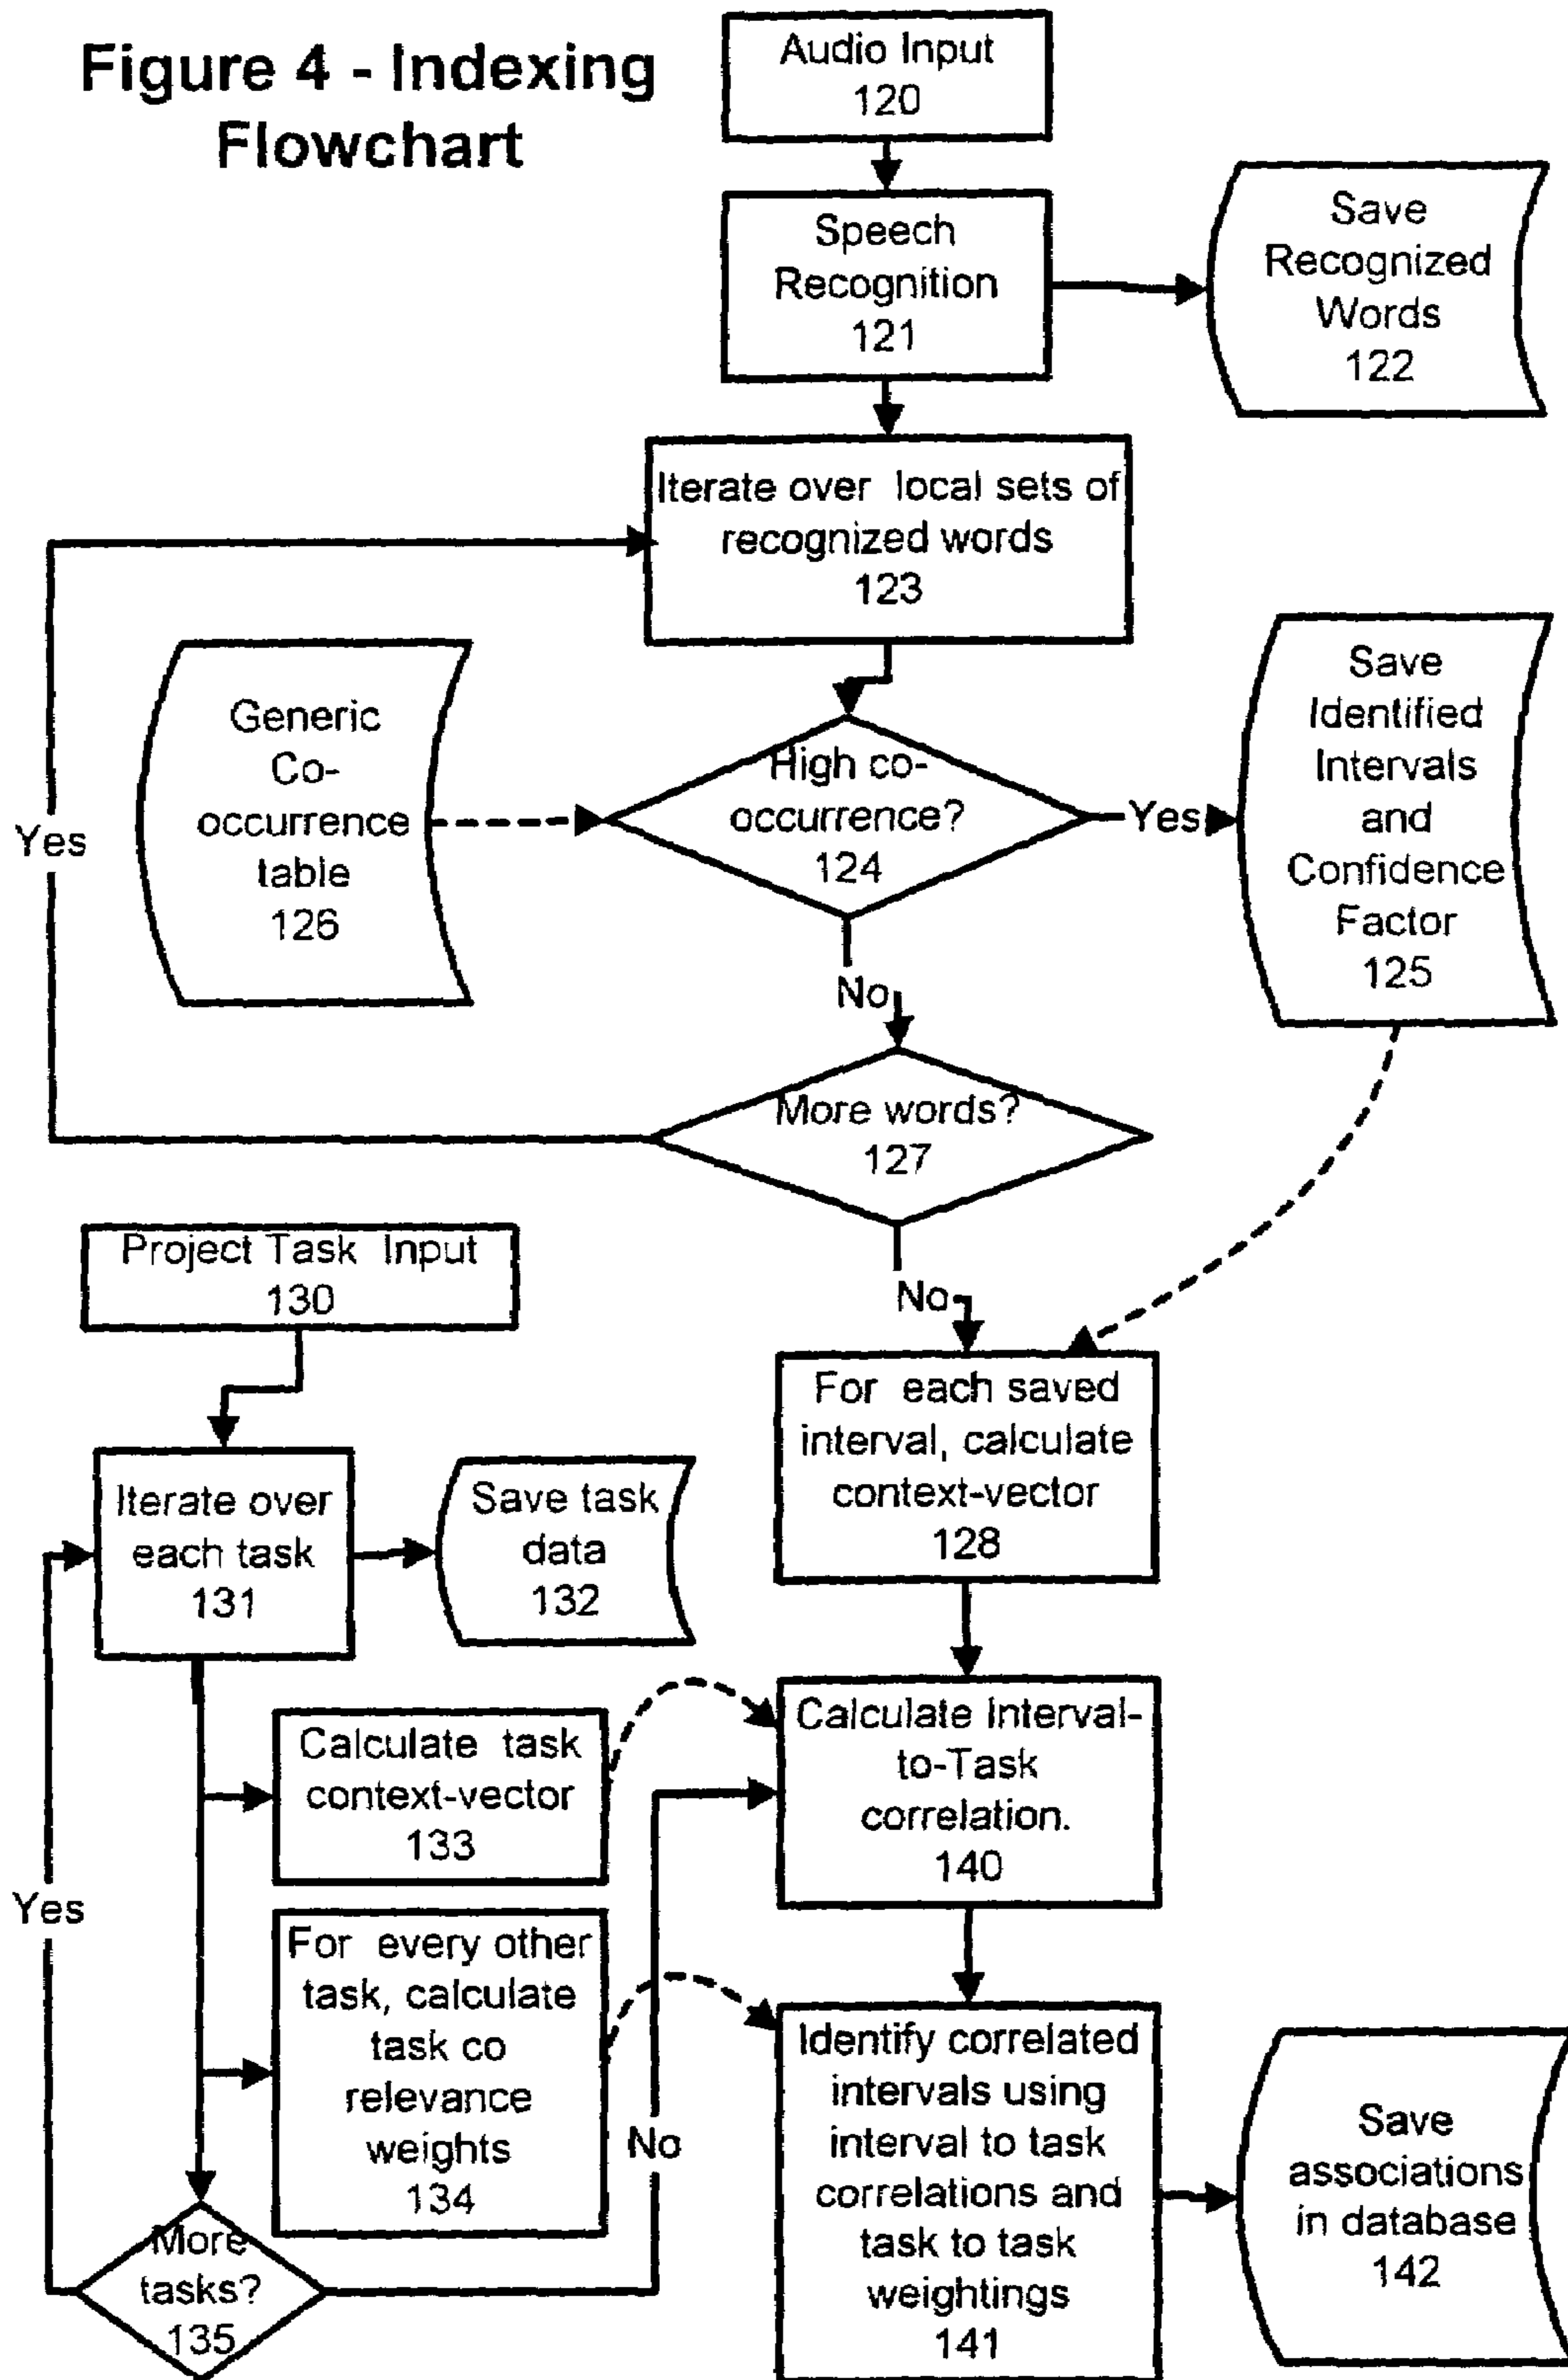 Figure 4 - Indexing
Flowchart
Audio Input
120
Speech
Recognition
121
Save
Recognized
Words
122
Iterate over local sets of
recognized words
123
Generic
Co-
occurrence
table
126
High co-
occurrence?
124
Yes
Save
Identified
Intervals
and
Confidence
Factor
125
Yes
No
More words?
127
No
Project Task Input
130
For each saved
interval, calculate
context-vector
128
Iterate over
each task
131
Save task
data
132
Calculate task
context-vector
133
Calculate Interval-
to-Task
correlation.
140
Yes
For every other
task, calculate
task co
relevance
weights
134
No
Identify correlated
intervals using
interval to task
correlations and
task to task
weightings
141
Save
associations
in database
142
More
tasks?
135